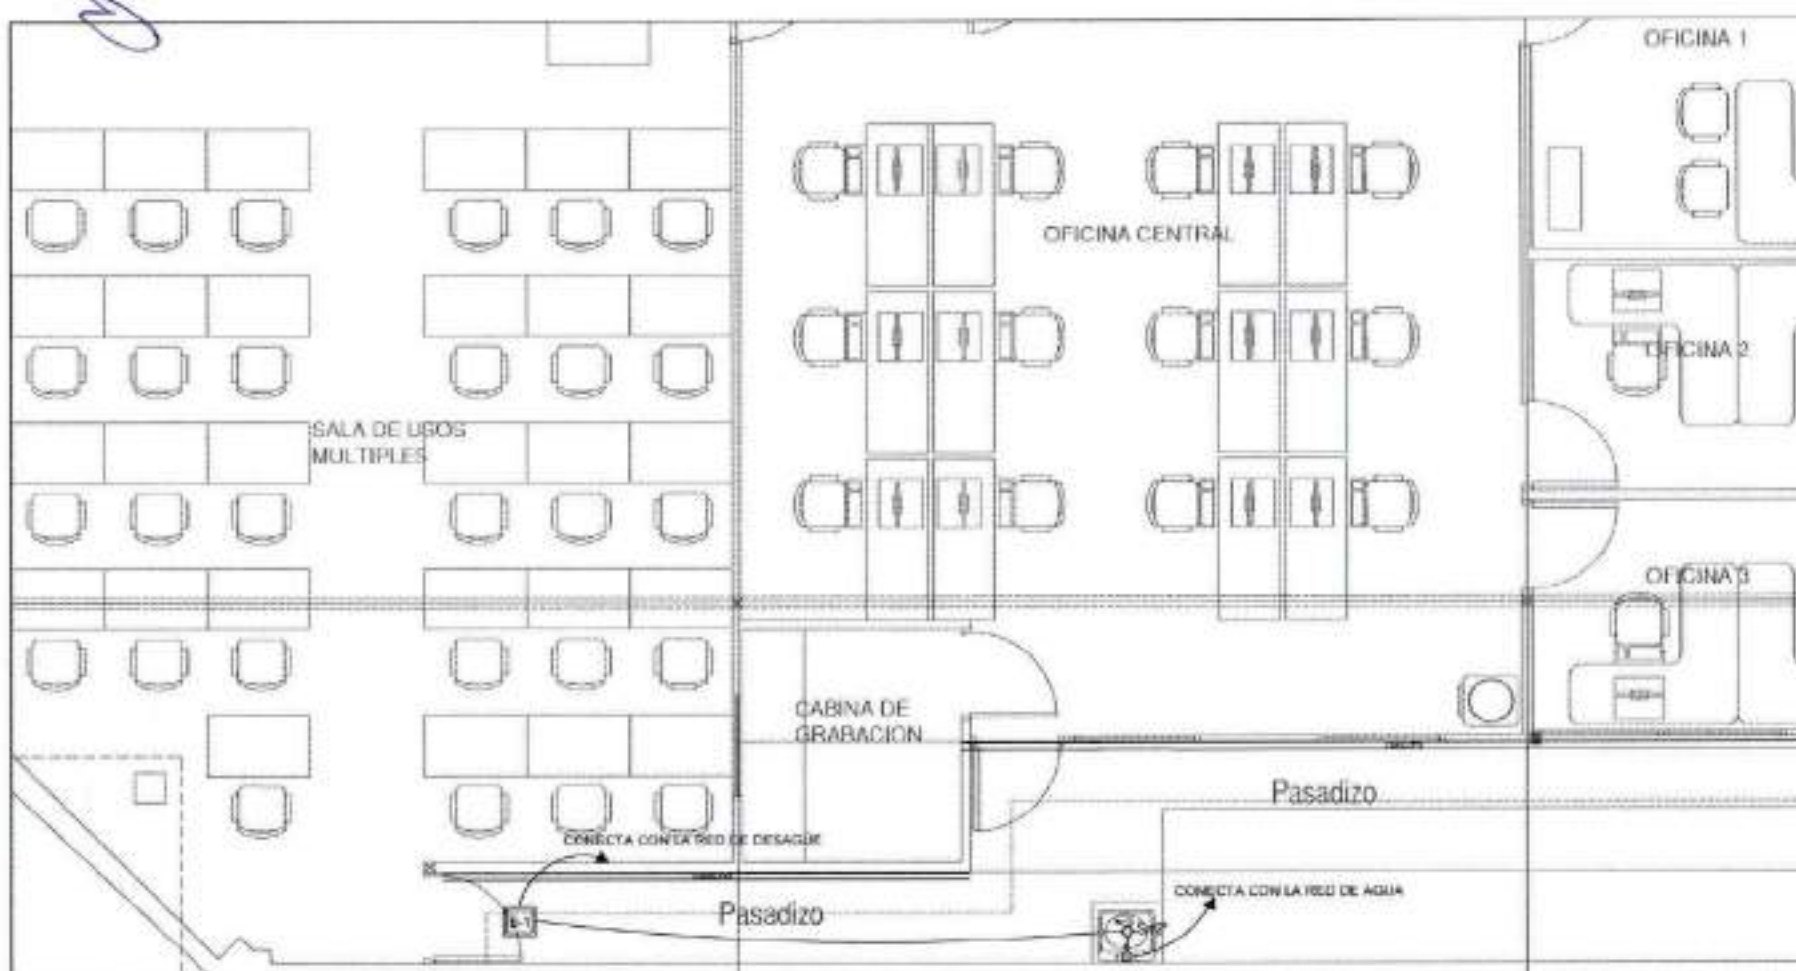 OFICINA 1
OFICINA CENTRAL
OFICINA 2
SALA DE USOS
MULTIPLES
OFICINA 3
CABINA DE
GRABACION
Pasadizo
CONECTA CON LA RED DE DESAGUE
CONECTA CON LA RED DE AGUA
Pasadizo